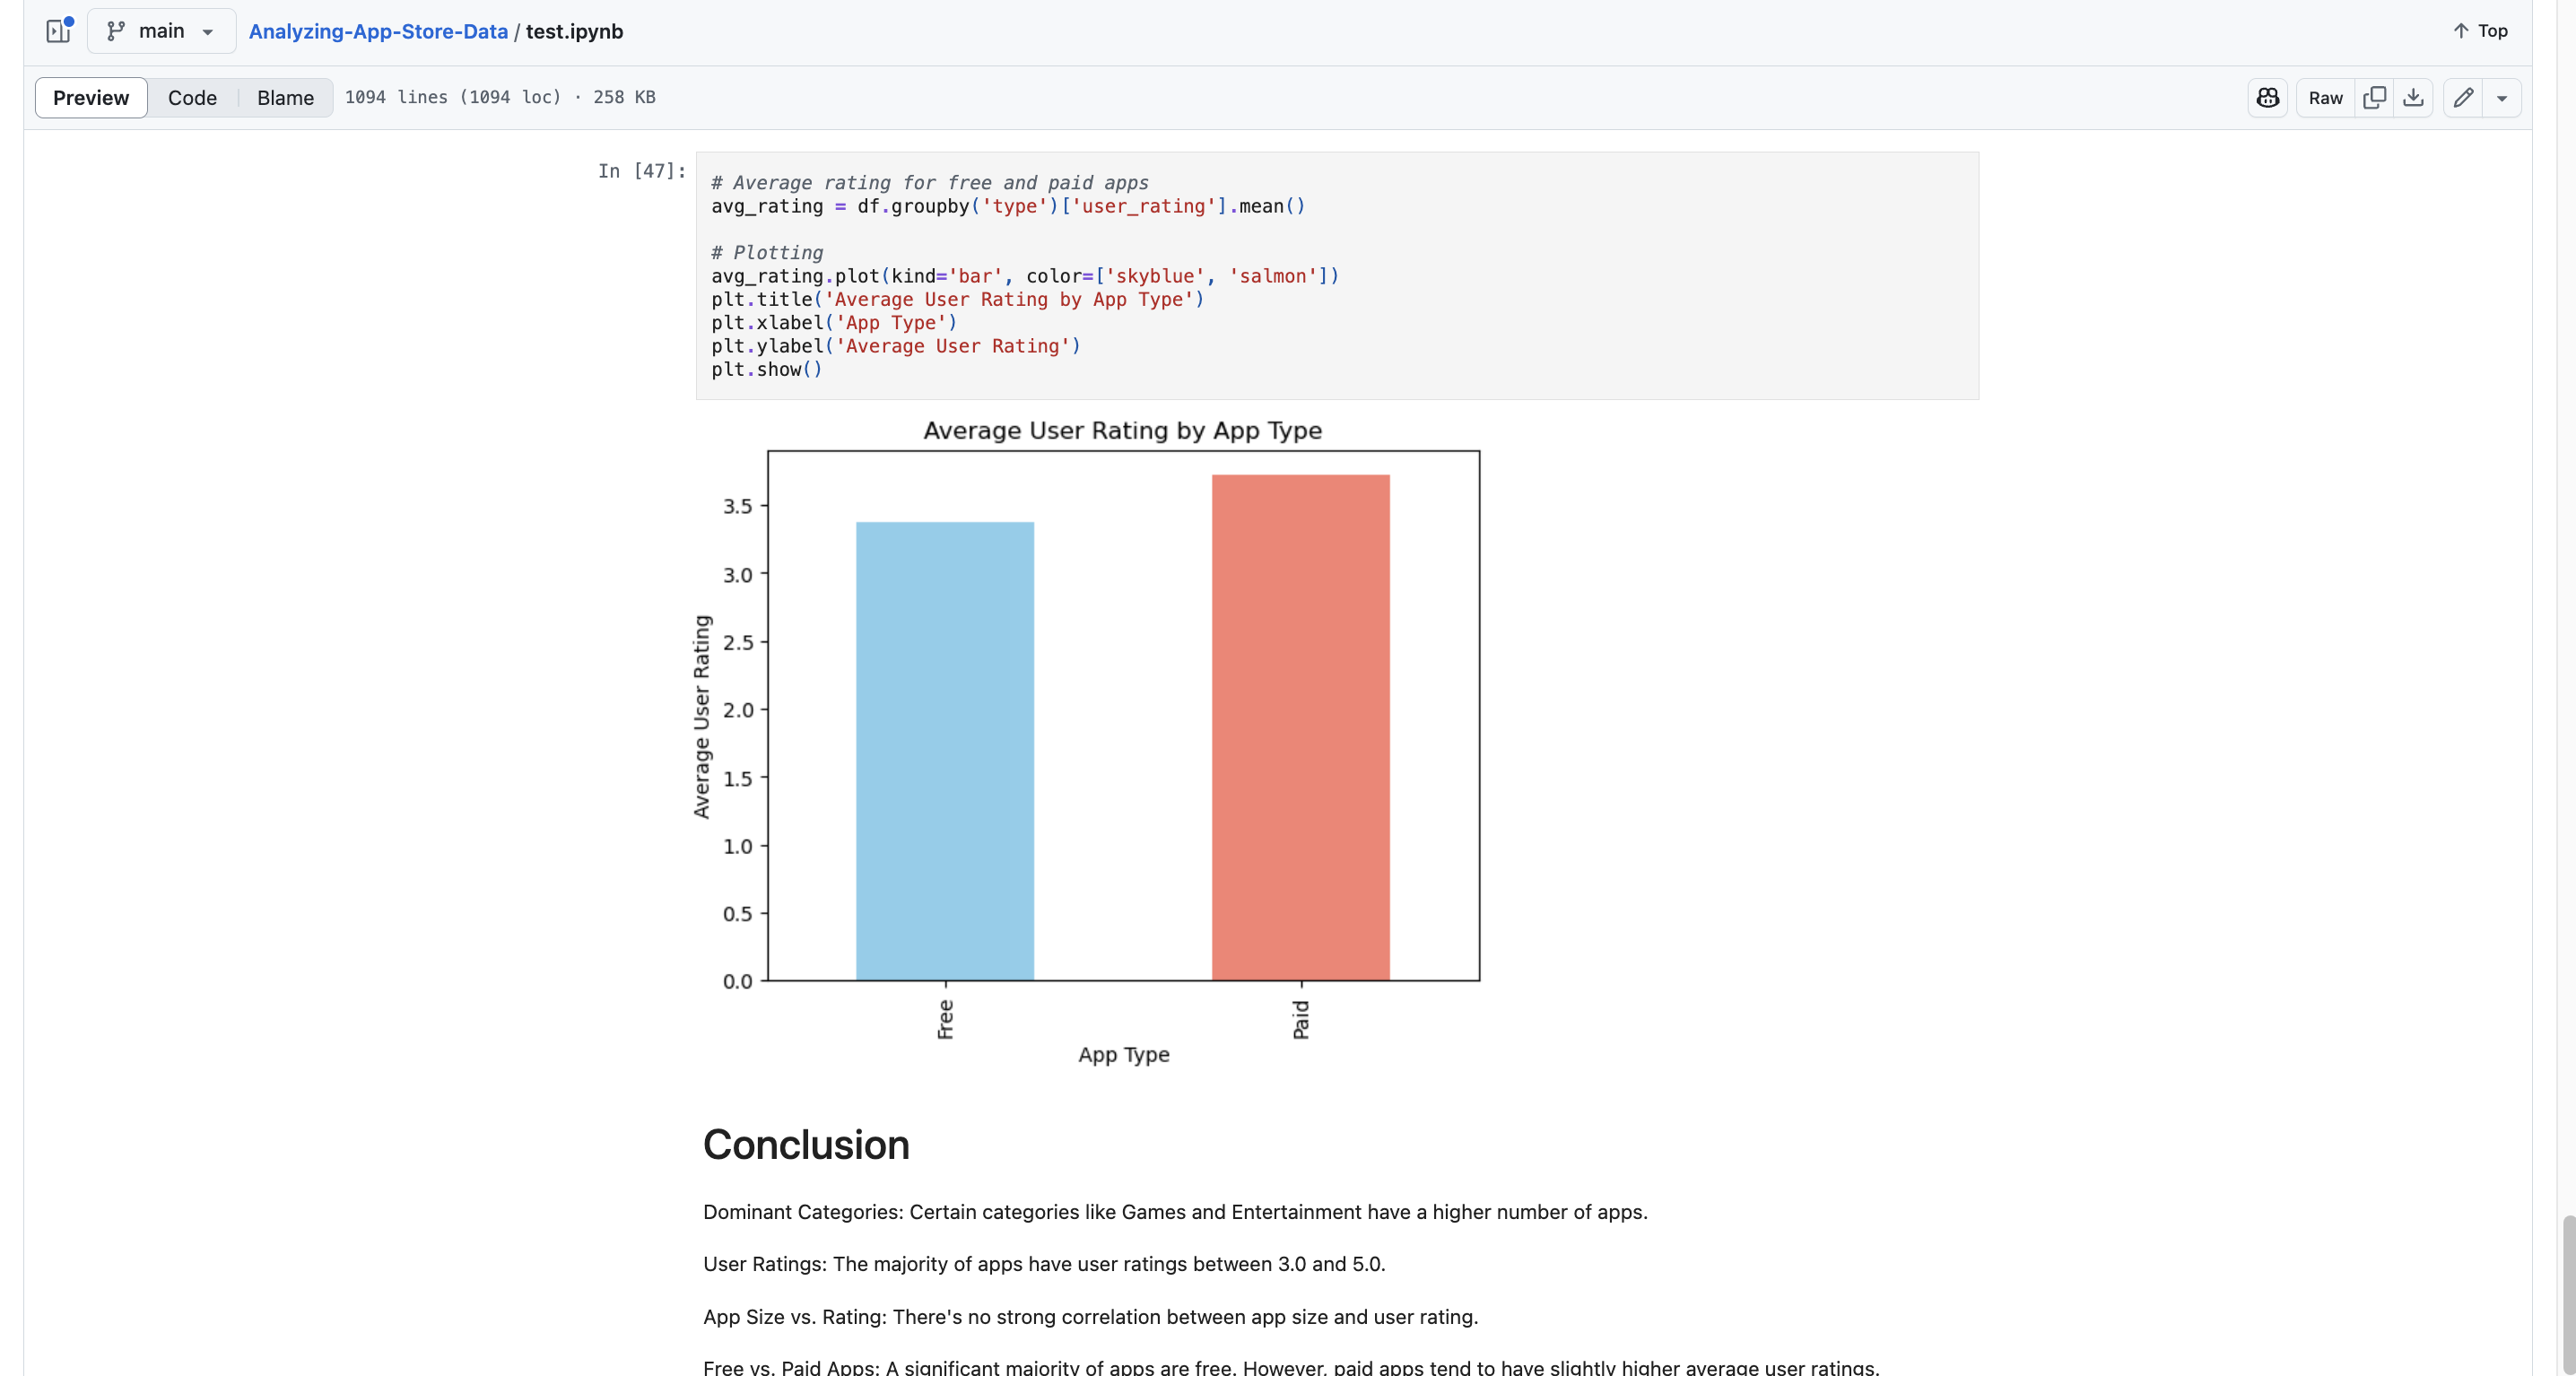 main
Analyzing-App-Store-Data / test.ipynb
Top
Preview
Code
Blame
1094 lines (1094 loc) · 258 KB
Raw
In [47]:
# Average rating for free and paid apps
avg_rating = df.groupby('type')['user_rating'].mean()
# Plotting
avg_rating.plot(kind='bar', color=['skyblue', 'salmon'])
plt.title('Average User Rating by App Type')
plt.xlabel('App Type')
plt.ylabel('Average User Rating')
plt.show()
Average User Rating by App Type
Average User Rating
3.5
3.0
2.5
2.0
1.5
1.0
0.5
0.0
Free
Paid
App Type
Conclusion
Dominant Categories: Certain categories like Games and Entertainment have a higher number of apps.
User Ratings: The majority of apps have user ratings between 3.0 and 5.0.
App Size vs. Rating: There's no strong correlation between app size and user rating.
Free vs. Paid Apps: A significant majority of apps are free. However, paid apps tend to have slightly higher average user ratings.